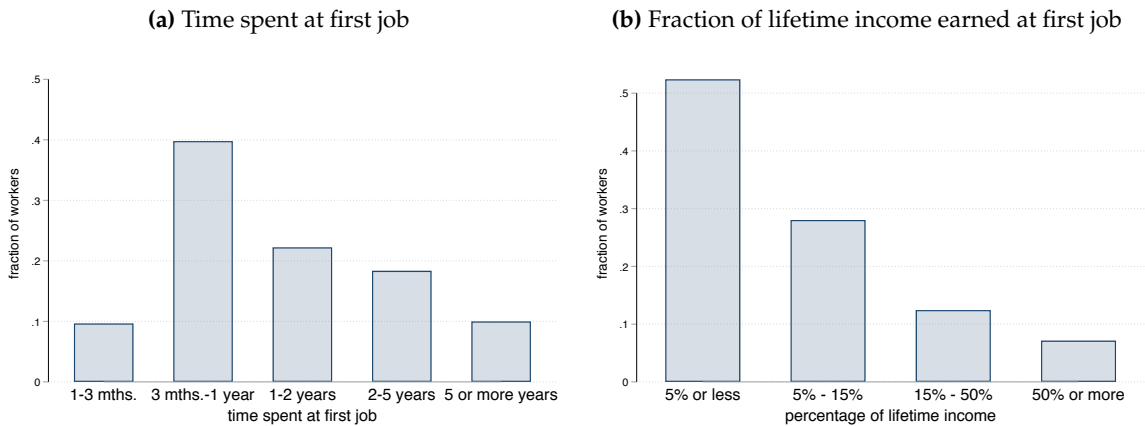 (a) Time spent at first job
.5
.4
.3
.2
.1
0
fraction of workers
1-3 mths. 3 mths.-1 year 1-2 years 2-5 years 5 or more years
time spent at first job
(b) Fraction of lifetime income earned at first job
.5
.4
.3
.2
.1
0
fraction of workers
5% or less 5% - 15% 15% - 50% 50% or more
percentage of lifetime income